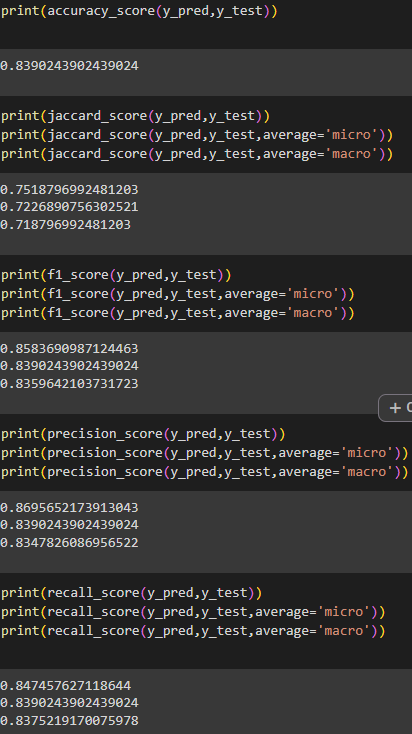 print(accuracy_score(y_pred,y_test))
0.8390243902439024
print(jaccard_score(y_pred,y_test))
print(jaccard_score(y_pred,y_test,average='micro'))
print(jaccard_score(y_pred,y_test,average='macro'))
0.7518796992481203
0.7226890756302521
0.718796992481203
print(f1_score(y_pred,y_test))
print(f1_score(y_pred,y_test,average='micro'))
print(f1_score(y_pred,y_test,average='macro'))
0.8583690987124463
0.8390243902439024
0.8359642103731723
+ C
print(precision_score(y_pred,y_test))
print(precision_score(y_pred,y_test,average='micro'))
print(precision_score(y_pred,y_test,average='macro'))
0.8695652173913043
0.8390243902439024
0.8347826086956522
print(recall_score(y_pred,y_test))
print(recall_score(y_pred,y_test,average='micro'))
print(recall_score(y_pred,y_test,average='macro'))
0.847457627118644
0.8390243902439024
0.8375219170075978